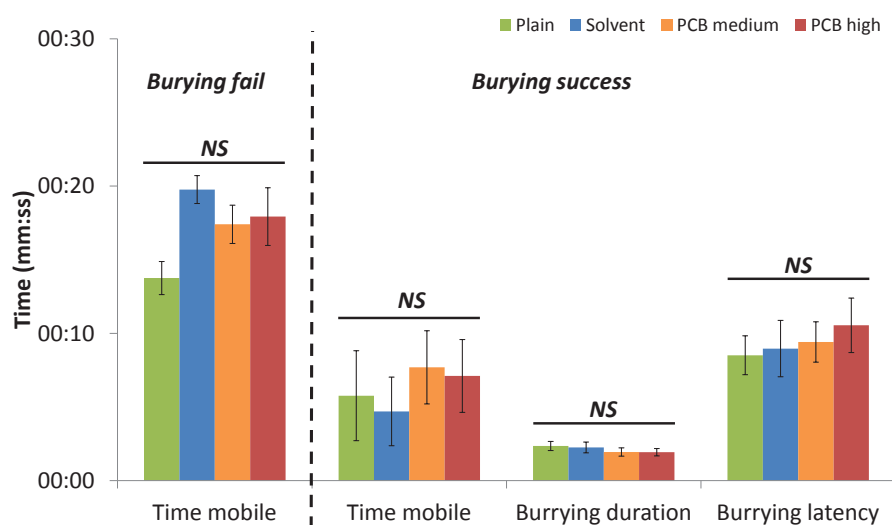 Plain Solvent PCB medium PCB high
00:30
Burying fail Burying success
NS
00:20
Time (mm:ss)
NS
NS
00:10
NS
00:00
Time mobile Time mobile Burrying duration Burrying latency